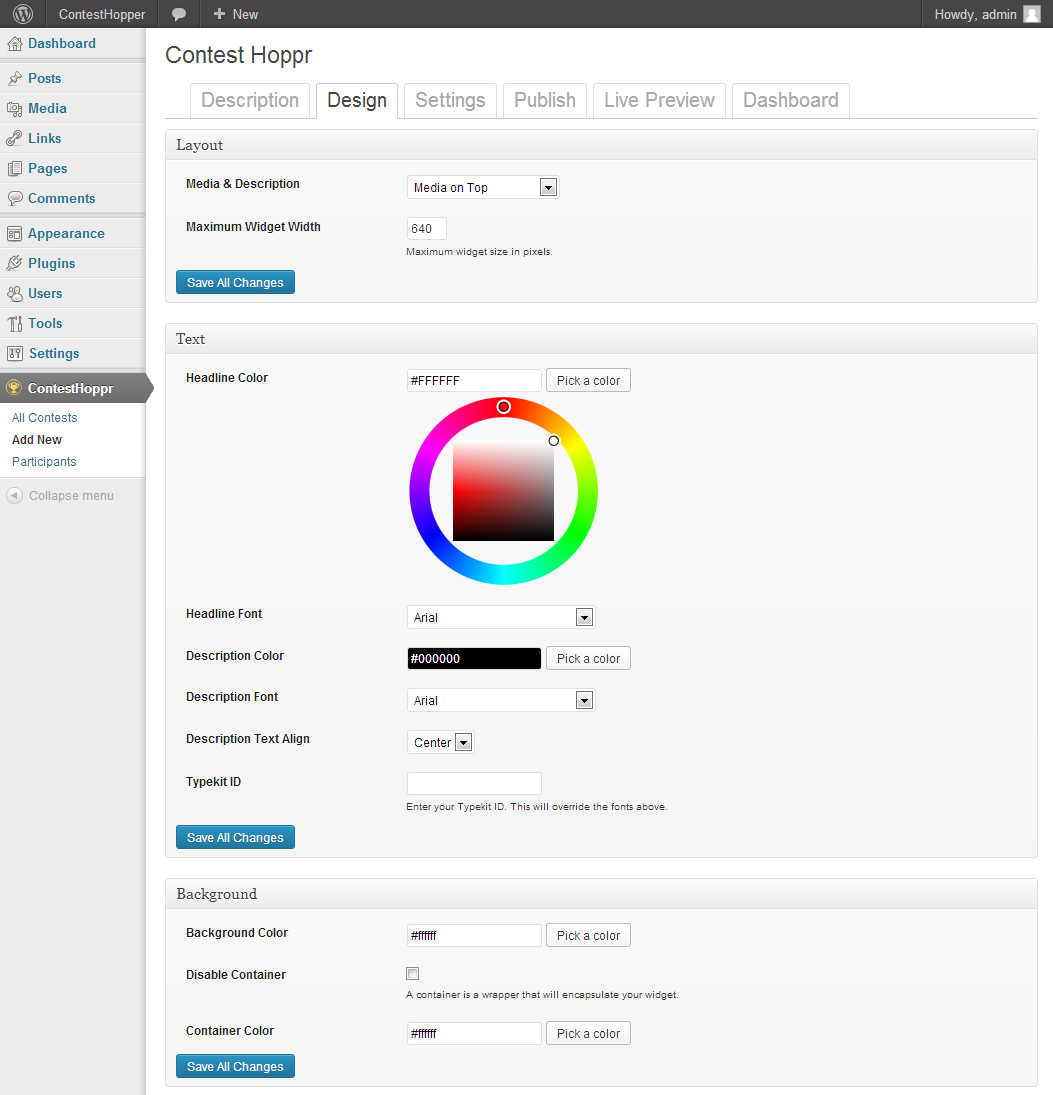 ContestHopper
New
Howdy, admin
Dashboard
Posts
Media
Links
Pages
Comments
Appearance
Plugins
Users
Tools
Settings
ContestHoppr
All Contests
Add New
Participants
Collapse menu
Contest Hoppr
Description
Design
Settings
Publish
Live Preview
Dashboard
Layout
Media & Description
Media on Top
Maximum Widget Width
640
Maximum widget size in pixels.
Save All Changes
Text
Headline Color
#FFFFFF
Pick a color
Headline Font
Arial
Description Color
#000000
Pick a color
Description Font
Arial
Description Text Align
Center
Typekit ID
Enter your Typekit ID. This will override the fonts above.
Save All Changes
Background
Background Color
#ffffff
Pick a color
Disable Container
A container is a wrapper that will encapsulate your widget.
Container Color
#ffffff
Pick a color
Save All Changes